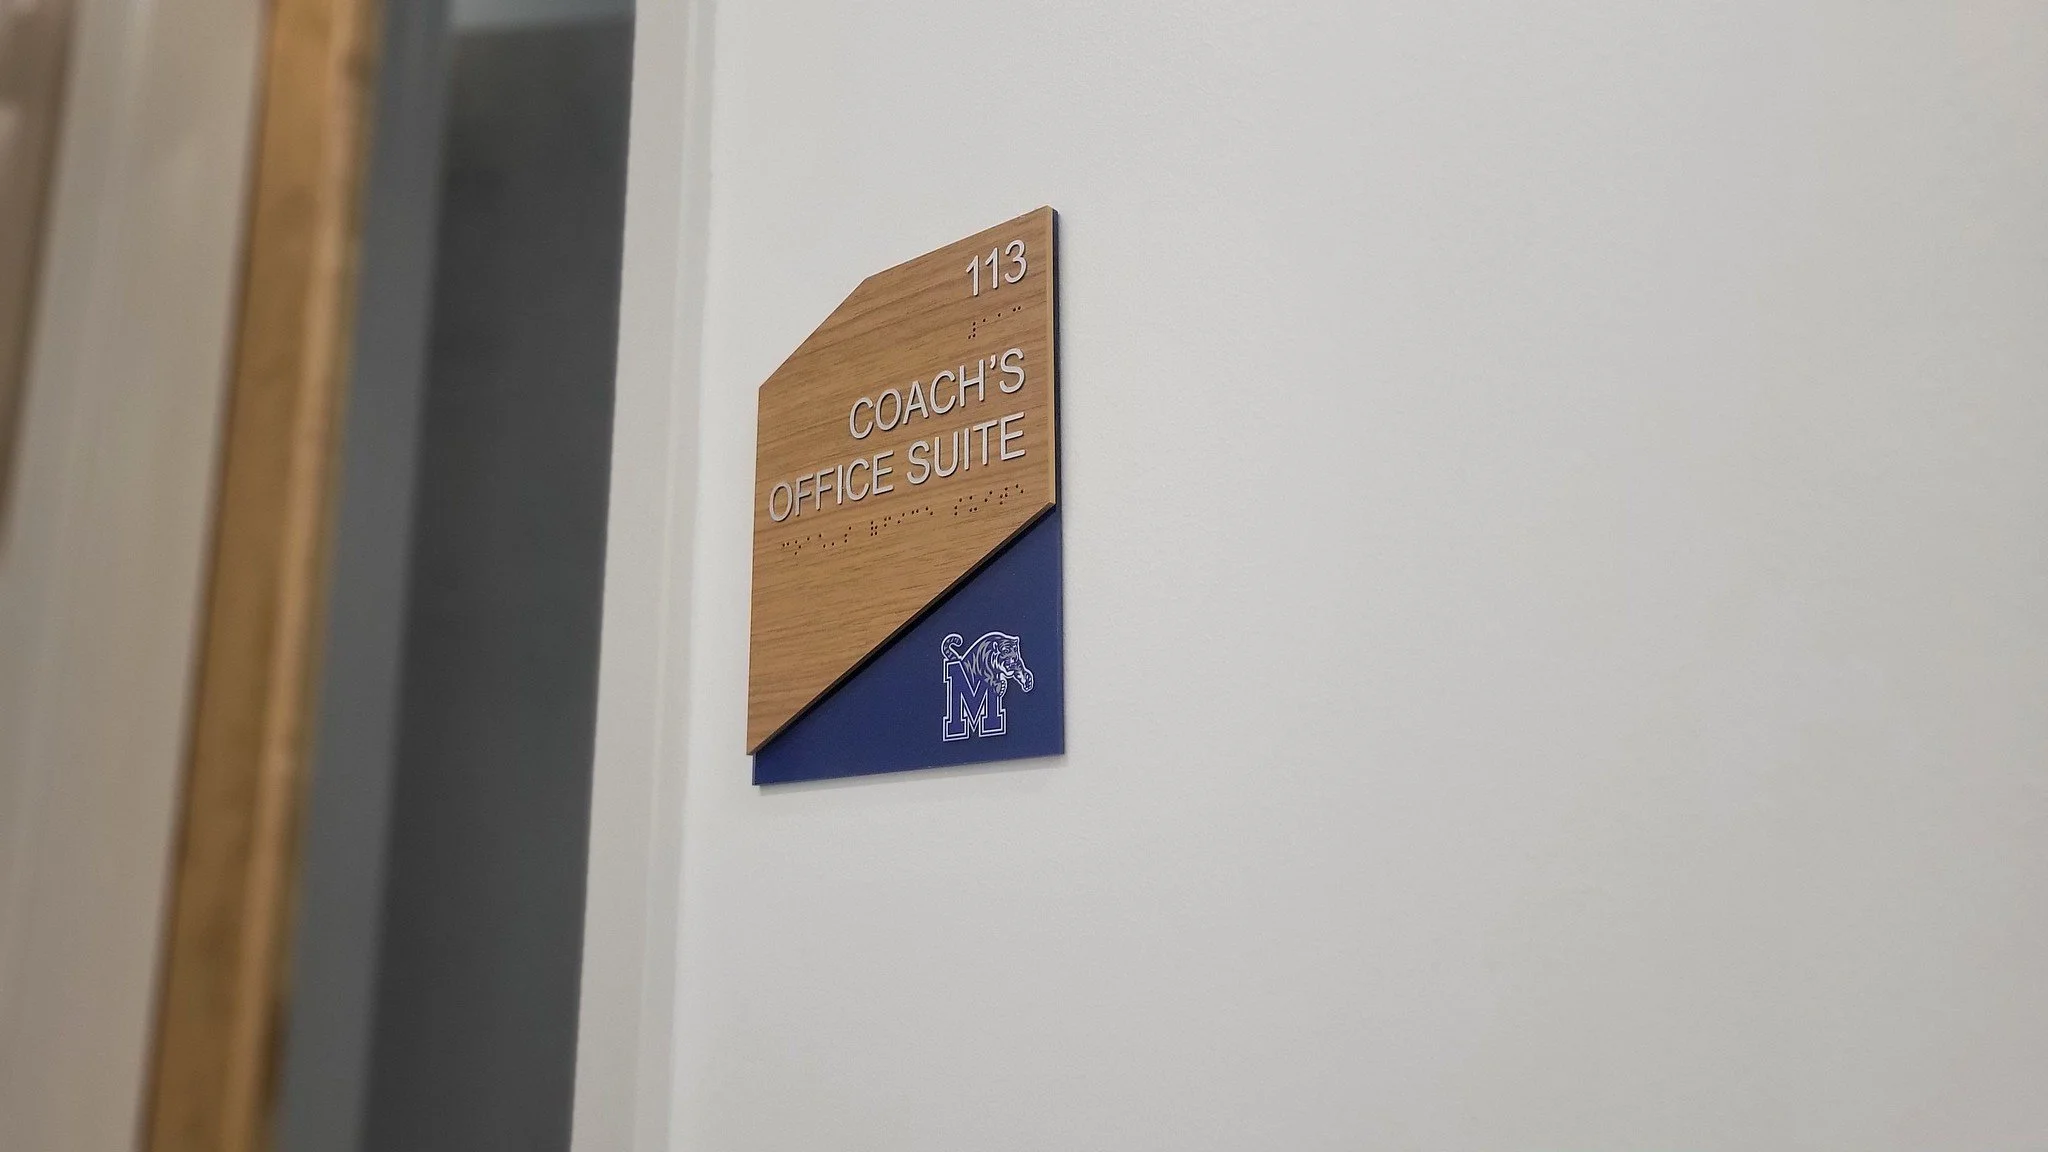 113
COACH'S
OFFICE SUITE
M